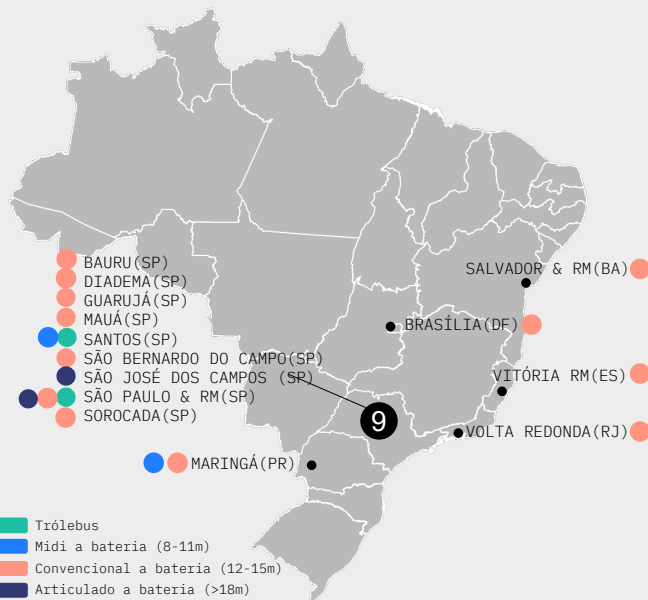 BAURU(SP)
DIADEMA(SP)
GUARUJÁ(SP)
MAUÁ(SP)
SANTOS(SP)
SÃO BERNARDO DO CAMPO(SP)
SÃO JOSÉ DOS CAMPOS (SP)
SÃO PAULO & RM(SP)
SOROCADA(SP)
9
SALVADOR & RM(BA)
BRASÍLIA(DF)
VITÓRIA RM(ES)
VOLTA REDONDA(RJ)
MARINGÁ(PR)
Trólebus
Midi a bateria (8-11m)
Convencional a bateria (12-15m)
Articulado a bateria (>18m)